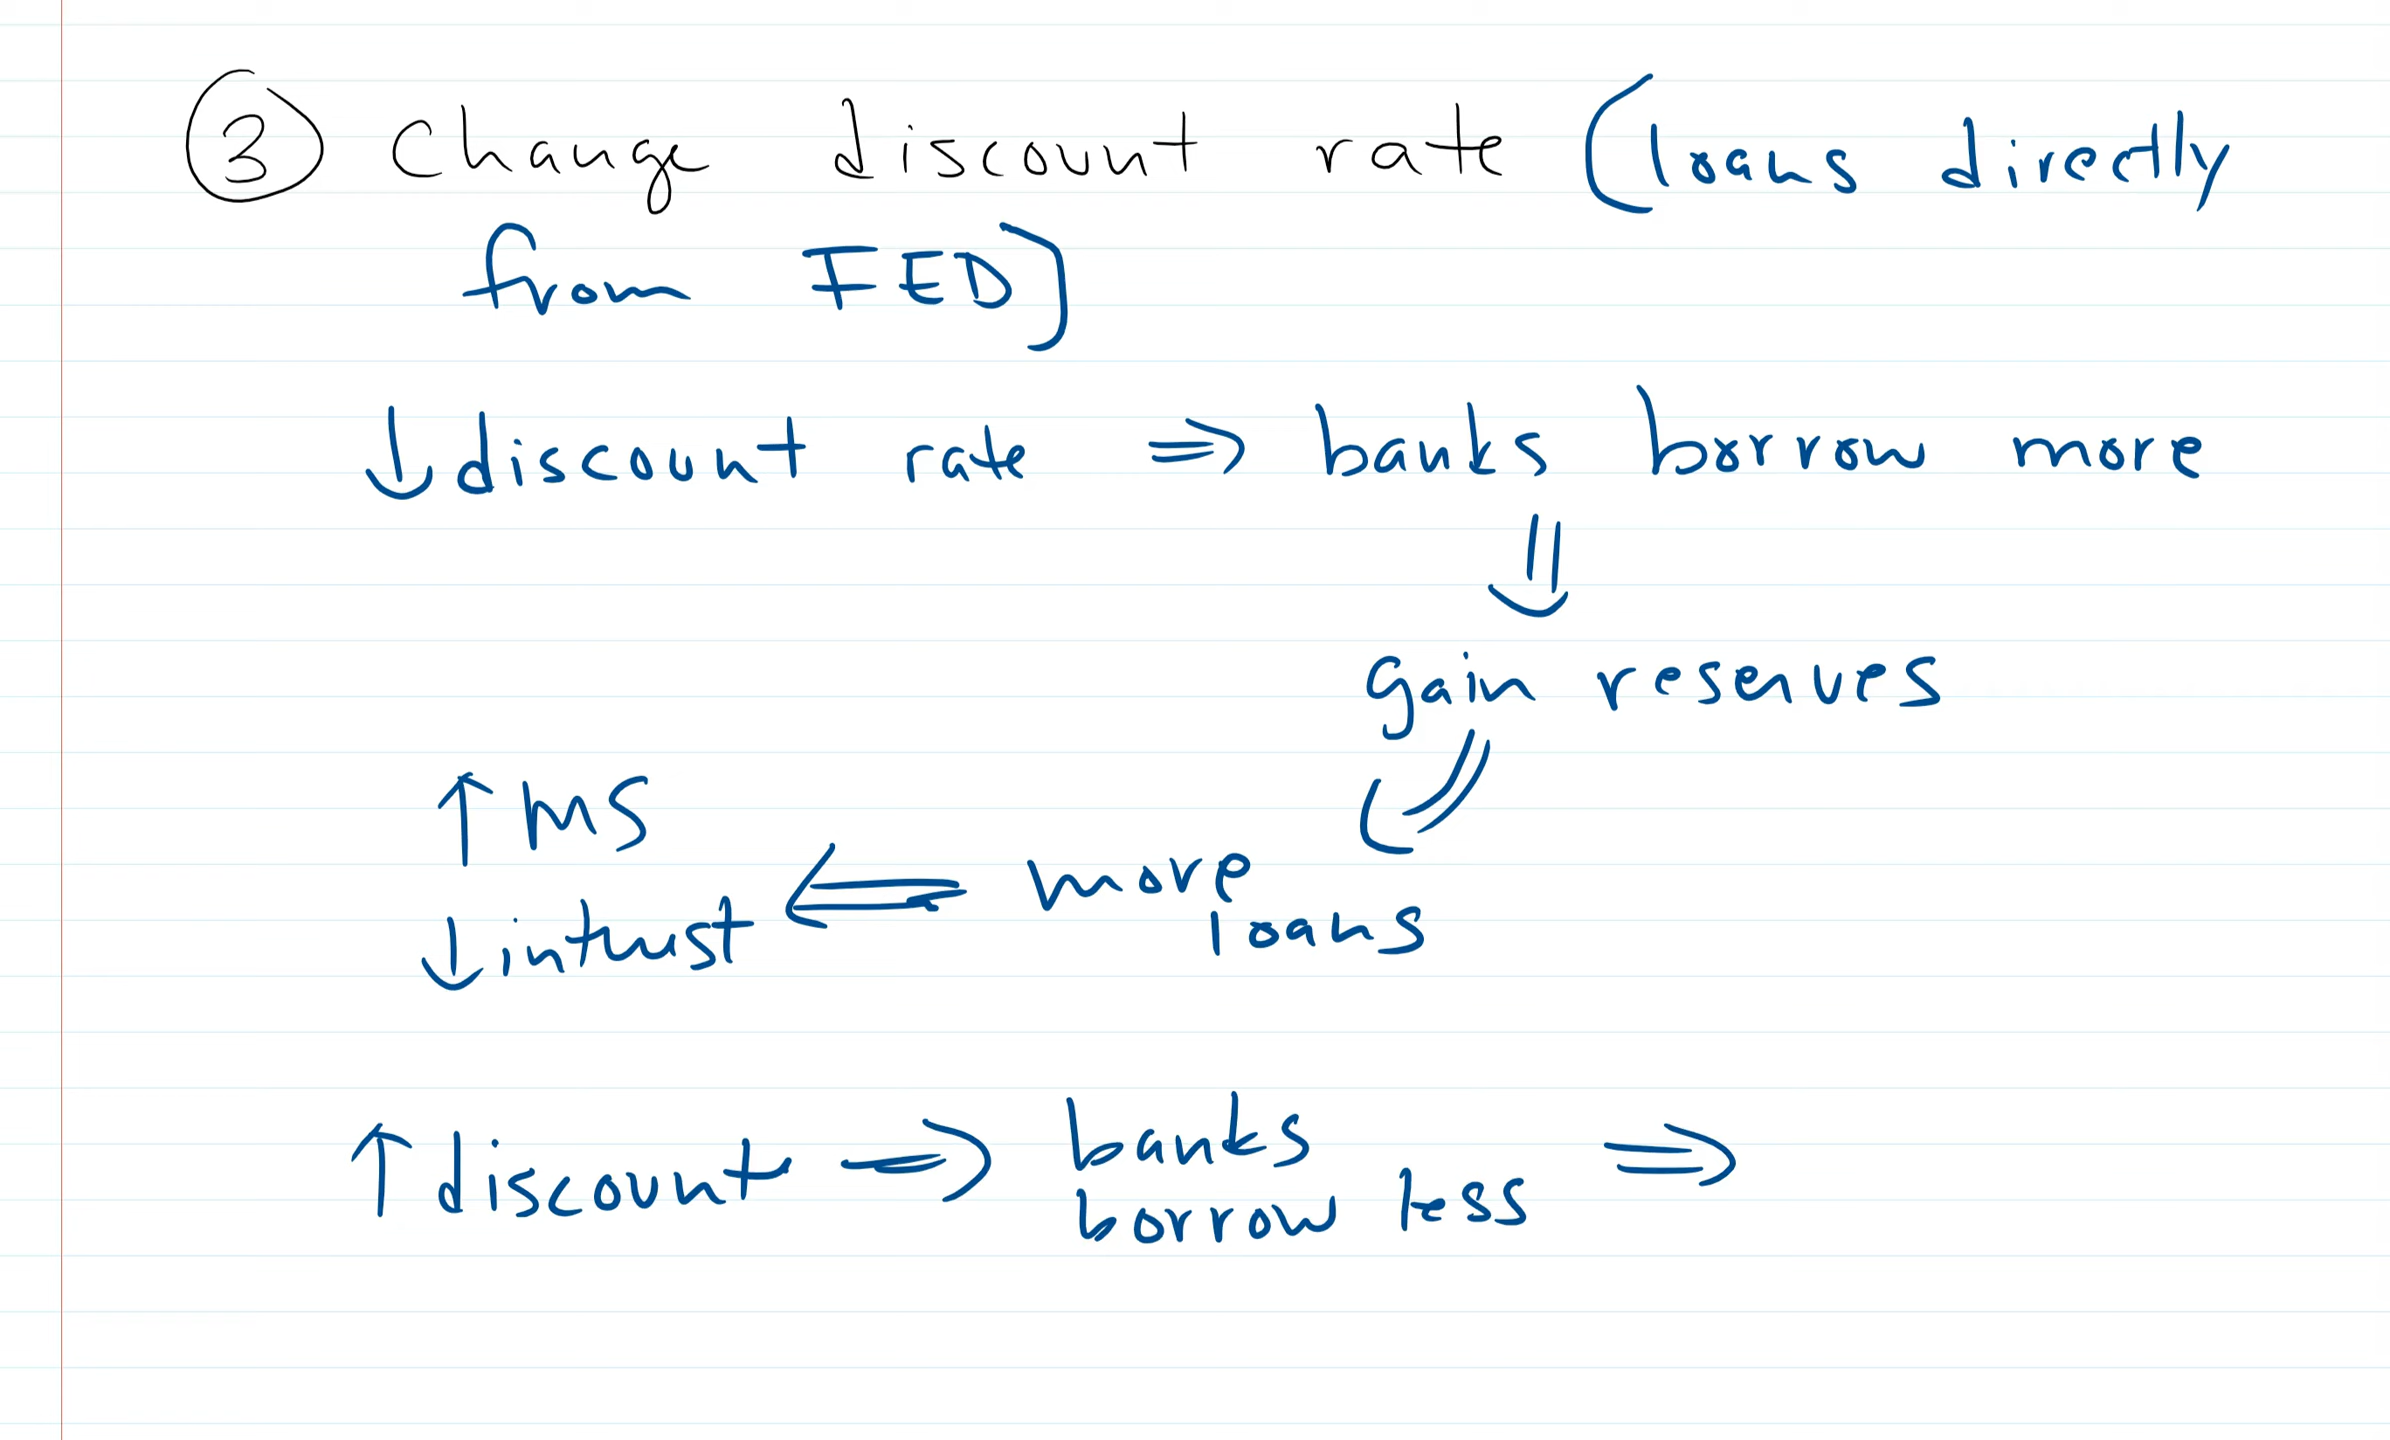 ③ Change discount rate (loans directly
from FED)
↓ discount rate ⇒ banks borrow more
⇓
gain reserves
more
loans
⇐
↑ MS
↓ interest
↑ discount ⇒ banks
borrow less ⇒